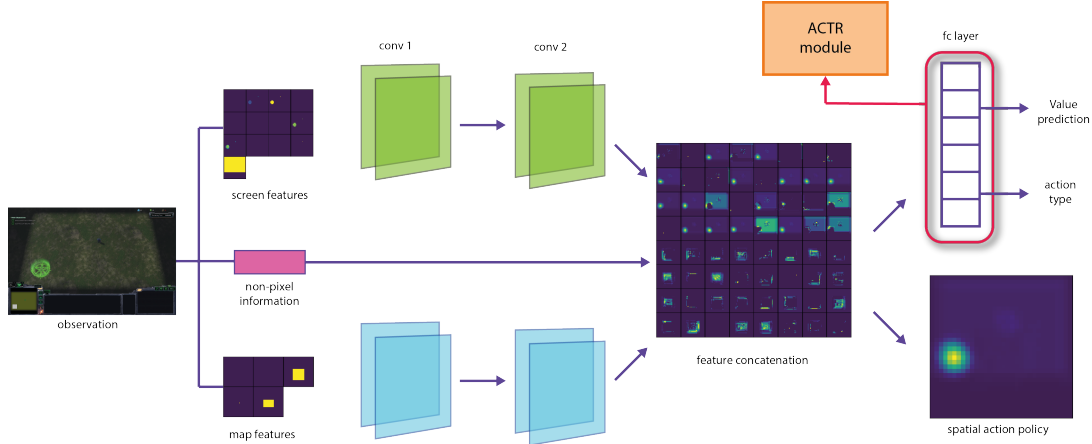 conv 1
conv 2
ACTR
module
fc layer
Value
prediction
action
type
screen features
non-pixel
information
observation
map features
feature concatenation
spatial action policy